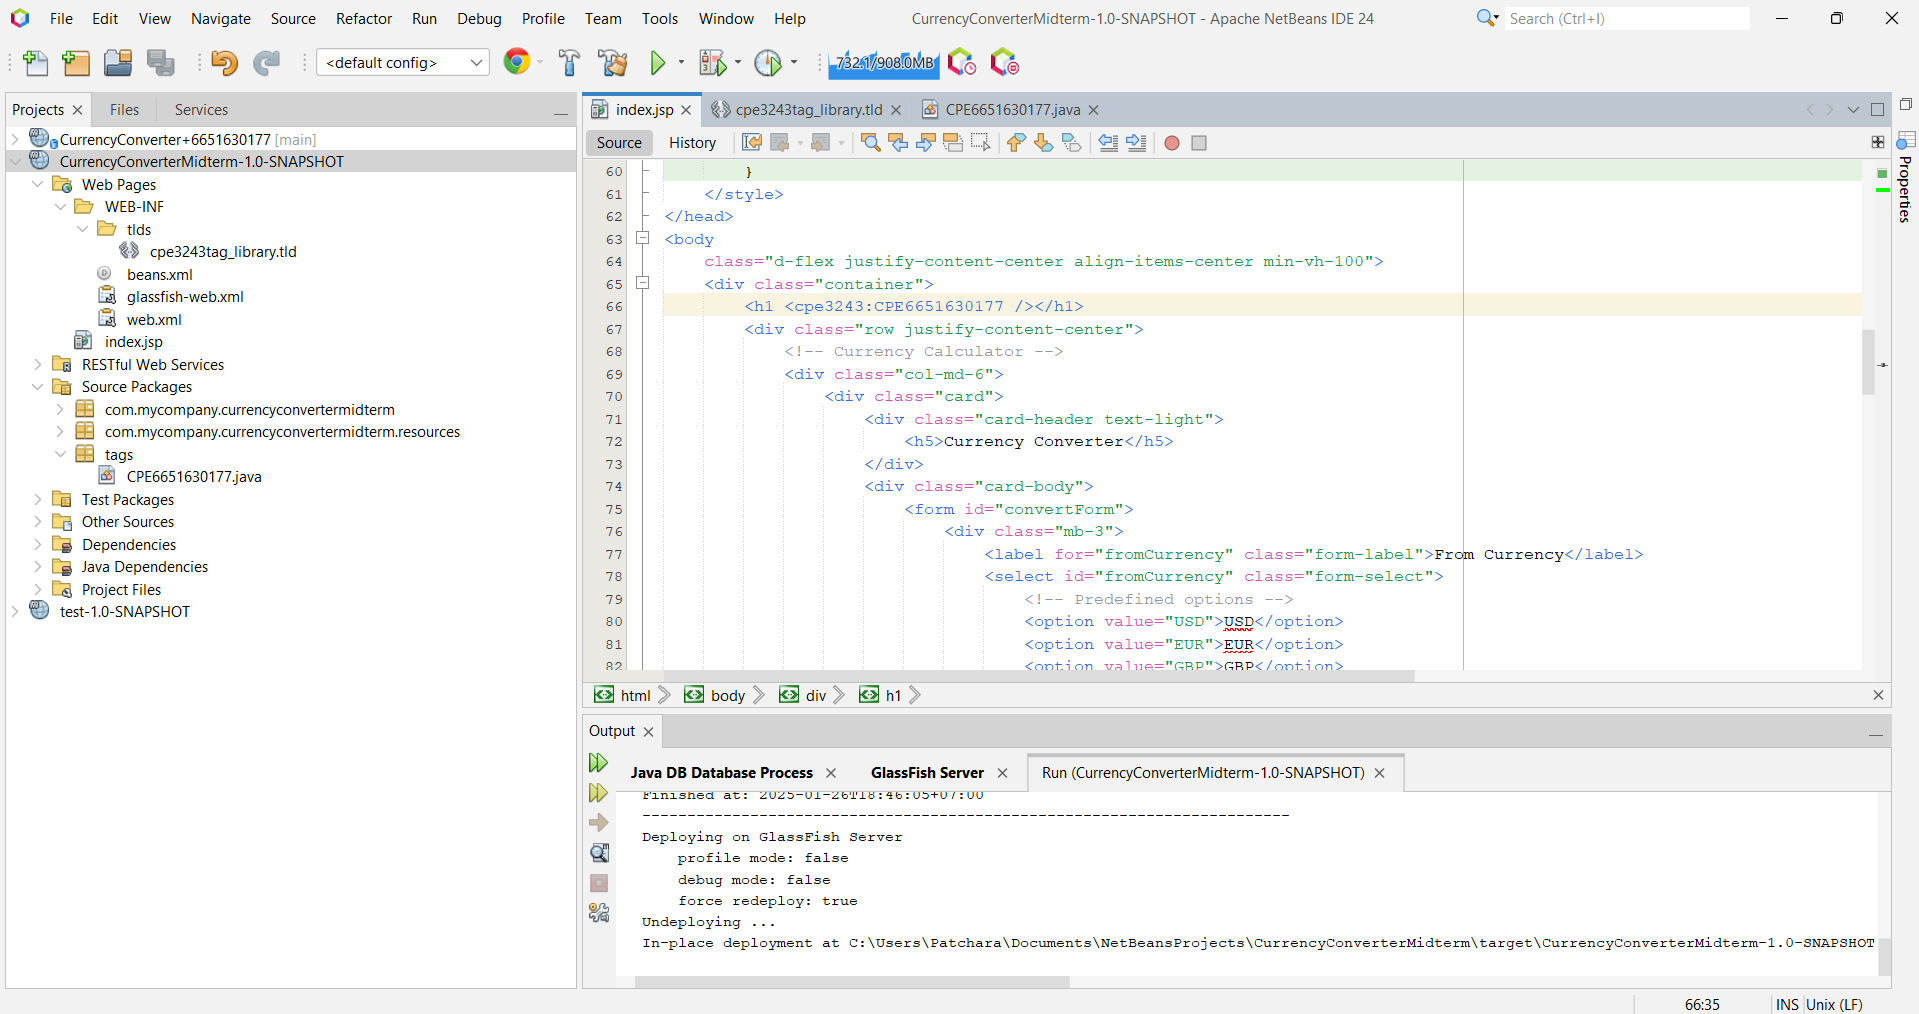 File Edit View Navigate Source Refactor Run Debug Profile Team Tools Window Help
CurrencyConverterMidterm-1.0-SNAPSHOT - Apache NetBeans IDE 24
Search (Ctrl+I)
<default config>
732.1/908.0MB
Projects Files Services
CurrencyConverter+6651630177 [main]
CurrencyConverterMidterm-1.0-SNAPSHOT
Web Pages
WEB-INF
tlds
cpe3243tag_library.tld
beans.xml
glassfish-web.xml
web.xml
index.jsp
RESTful Web Services
Source Packages
com.mycompany.currencyconvertermidterm
com.mycompany.currencyconvertermidterm.resources
tags
CPE6651630177.java
Test Packages
Other Sources
Dependencies
Java Dependencies
Project Files
test-1.0-SNAPSHOT
index.jsp cpe3243tag_library.tld CPE6651630177.java
Source History
60 }
61 </style>
62 </head>
63 <body
64 class="d-flex justify-content-center align-items-center min-vh-100">
65 <div class="container">
66 <h1 <cpe3243:CPE6651630177 /></h1>
67 <div class="row justify-content-center">
68 <!-- Currency Calculator -->
69 <div class="col-md-6">
70 <div class="card">
71 <div class="card-header text-light">
72 <h5>Currency Converter</h5>
73 </div>
74 <div class="card-body">
75 <form id="convertForm">
76 <div class="mb-3">
77 <label for="fromCurrency" class="form-label">From Currency</label>
78 <select id="fromCurrency" class="form-select">
79 <!-- Predefined options -->
80 <option value="USD">USD</option>
81 <option value="EUR">EUR</option>
82 <option value="GBP">GBP</option>
html body div h1
Properties
Output
Java DB Database Process GlassFish Server Run (CurrencyConverterMidterm-1.0-SNAPSHOT)
Finished at: 2025-01-26T18:46:05+07:00
------------------------------------------------------------------------
Deploying on GlassFish Server
profile mode: false
debug mode: false
force redeploy: true
Undeploying ...
In-place deployment at C:\Users\Patchara\Documents\NetBeansProjects\CurrencyConverterMidterm\target\CurrencyConverterMidterm-1.0-SNAPSHOT
66:35 INS Unix (LF)